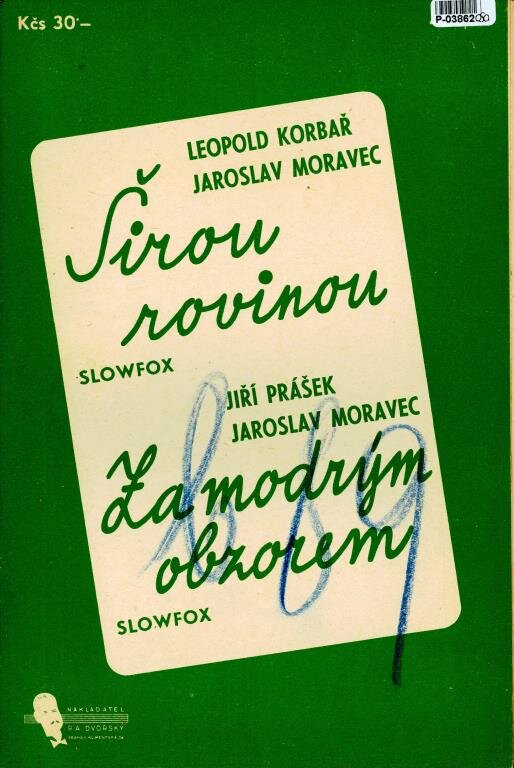 Kčs 30·–
P-03862
LEOPOLD KORBAŘ
JAROSLAV MORAVEC
Šírou
rovinou
SLOWFOX
JIŘÍ PRÁŠEK
JAROSLAV MORAVEC
Za modrým
obzorem
SLOWFOX
NAKLADATEL
R.A. DVORSKÝ